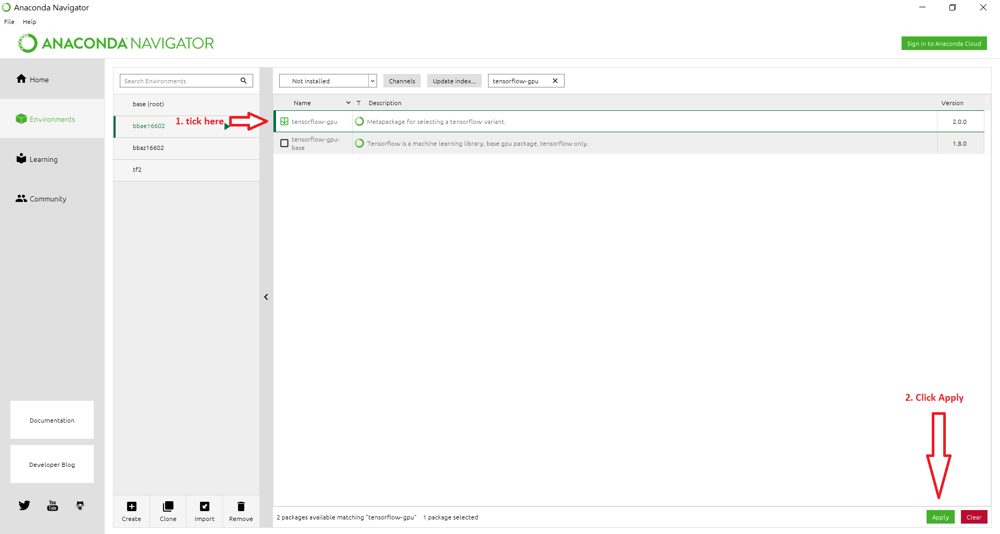 Anaconda Navigator
File Help
ANACONDA NAVIGATOR
Sign in to Anaconda Cloud
Home
Environments
Learning
Community
Documentation
Developer Blog
You
Tube
Search Environments
base (root)
bbae16602
1. tick here
bbaz16602
tf2
Create Clone Import Remove
Not installed Channels Update index... tensorflow-gpu
Name T Description Version
tensorflow-gpu Metapackage for selecting a tensorflow variant. 2.0.0
tensorflow-gpu-
base Tensorflow is a machine learning library, base gpu package, tensorflow only. 1.8.0
2. Click Apply
2 packages available matching "tensorflow-gpu" 1 package selected
Apply Clear